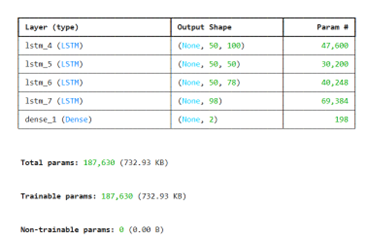 Layer (type) Output Shape Param #
lstm_4 (LSTM) (None, 50, 100) 47,600
lstm_5 (LSTM) (None, 50, 50) 30,200
lstm_6 (LSTM) (None, 50, 78) 40,248
lstm_7 (LSTM) (None, 98) 69,384
dense_1 (Dense) (None, 2) 198
Total params: 187,630 (732.93 KB)
Trainable params: 187,630 (732.93 KB)
Non-trainable params: 0 (0.00 B)